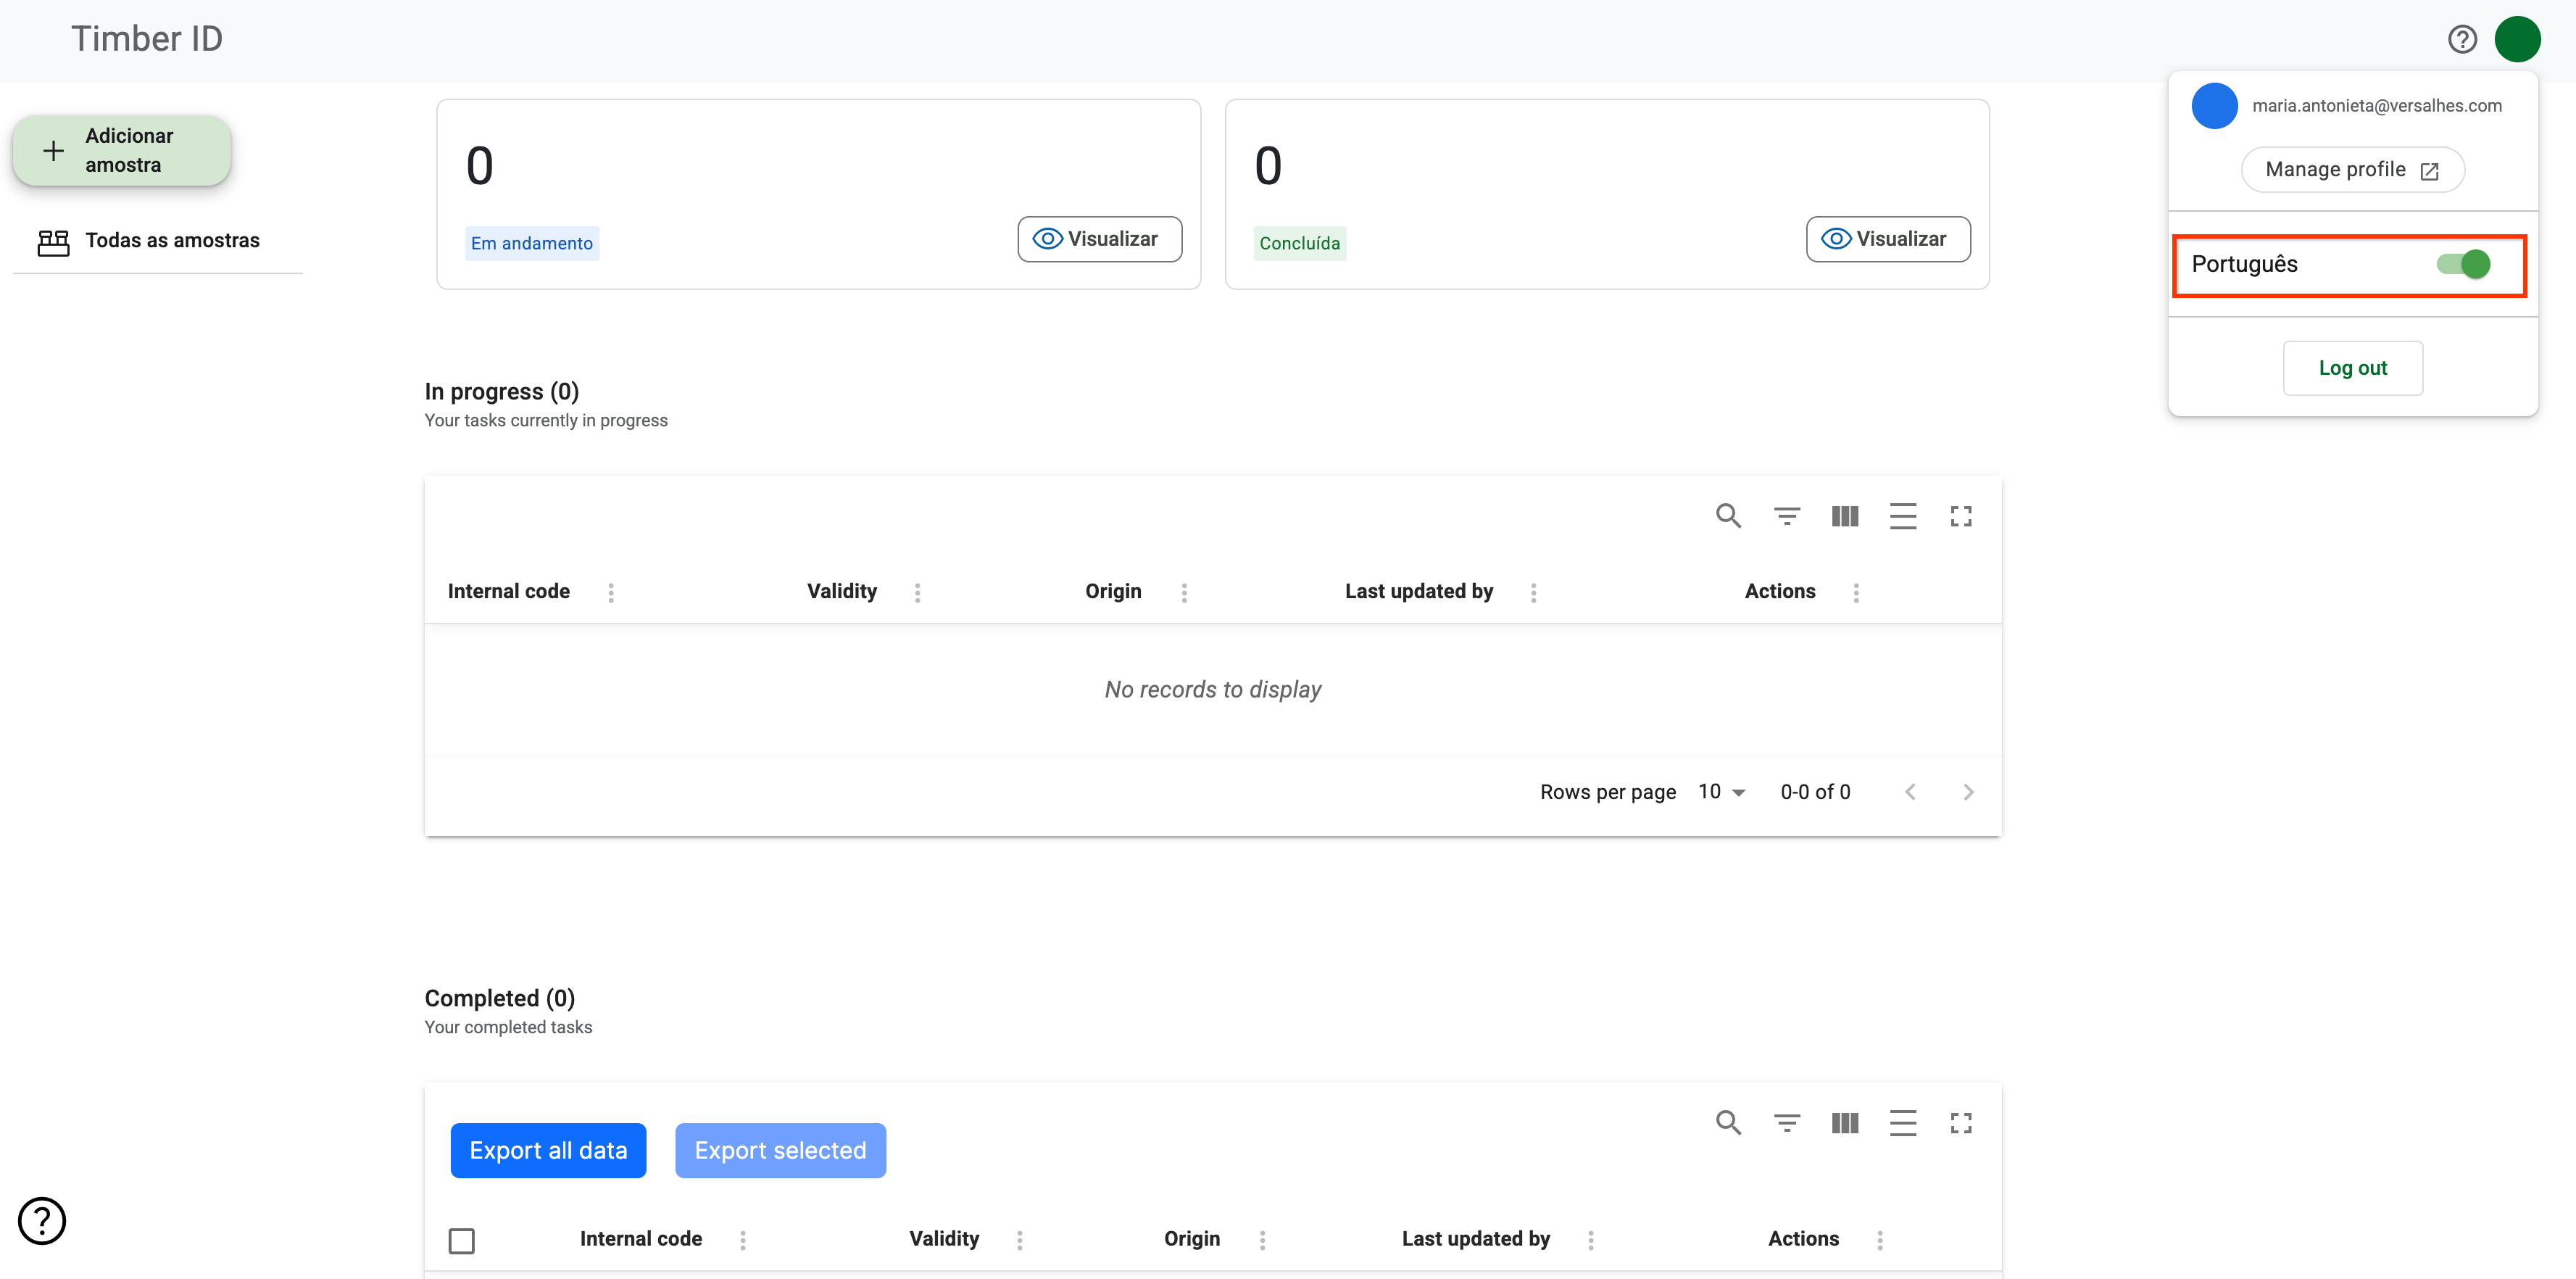 Timber ID
maria.antonieta@versalhes.com
Manage profile
Português
Log out
Adicionar
amostra
Todas as amostras
0
Em andamento
Visualizar
0
Concluída
Visualizar
In progress (0)
Your tasks currently in progress
Internal code Validity Origin Last updated by Actions
No records to display
Rows per page 10 0-0 of 0
Completed (0)
Your completed tasks
Export all data Export selected
Internal code Validity Origin Last updated by Actions